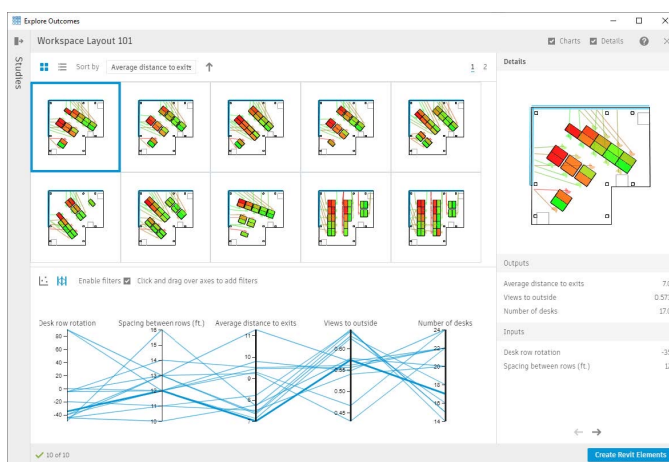 Explore Outcomes
Workspace Layout 101
Charts Details
Studies
Sort by Average distance to exits
1 2
Details
Outputs
Average distance to exits 7.0
Views to outside
Number of desks 17.0
Inputs
Desk row rotation
Spacing between rows (ft.)
Enable filters Click and drag over axes to add filters
Desk row rotation Spacing between rows (ft.) Average distance to exits Views to outside Number of desks
80
60
40
20
0
-20
-40
16
15
14
13
12
11
10
11
10
9
8
7
0.60
0.55
0.50
0.45
24
22
20
18
16
14
10 of 10
Create Revit Elements